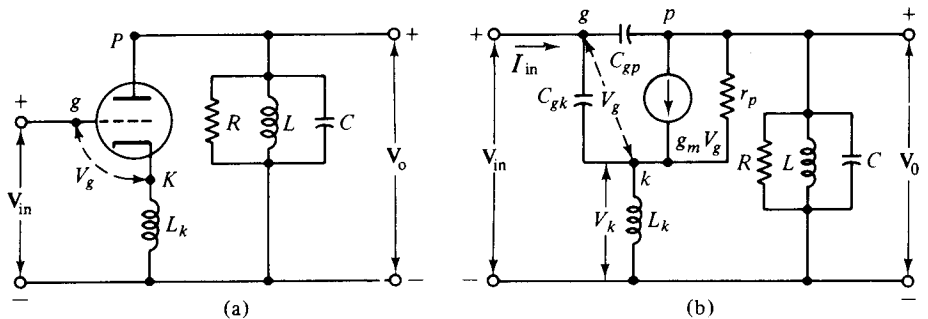 P
+
+
g
R
L
C
V_g
K
V_in
V_o
L_k
−
−
(a)
+
g
p
+
I_in
C_gp
C_gk
V_g
r_p
g_m V_g
V_in
k
R
L
C
V_0
V_k
L_k
−
−
(b)